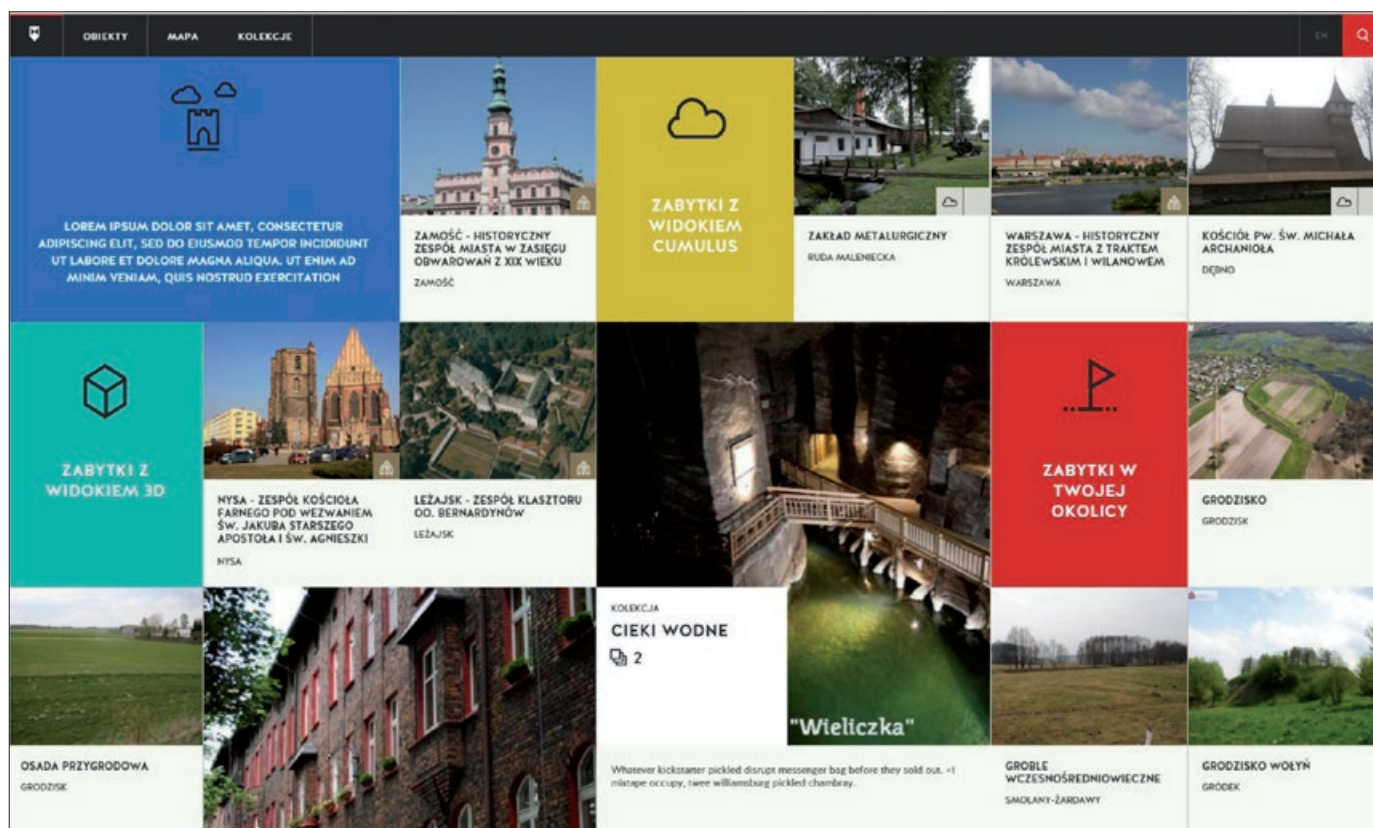 OBIEKTY
MAPA
KOLEKCJE
EN
LOREM IPSUM DOLOR SIT AMET, CONSECTETUR
ADIPISCING ELIT, SED DO EIUSMOD TEMPOR INCIDIDUNT
UT LABORE ET DOLORE MAGNA ALIQUA. UT ENIM AD
MINIM VENIAM, QUIS NOSTRUD EXERCITATION
ZAMOŚĆ - HISTORYCZNY
ZESPÓŁ MIASTA W ZASIĘGU
OBWAROWAŃ Z XIX WIEKU
ZAMOŚĆ
ZABYTKI Z
WIDOKIEM
CUMULUS
ZAKŁAD METALURGICZNY
RUDA MALENIECKA
WARSZAWA - HISTORYCZNY
ZESPÓŁ MIASTA Z TRAKTEM
KRÓLEWSKIM I WILANOWEM
WARSZAWA
KOŚCIÓŁ PW. ŚW. MICHAŁA
ARCHANIOŁA
DĘBNO
ZABYTKI Z
WIDOKIEM 3D
NYSA - ZESPÓŁ KOŚCIOŁA
FARNEGO POD WEZWANIEM
ŚW. JAKUBA STARSZEGO
APOSTOŁA I ŚW. AGNIESZKI
NYSA
LEŻAJSK - ZESPÓŁ KLASZTORU
OO. BERNARDYNÓW
LEŻAJSK
ZABYTKI W
TWOJEJ
OKOLICY
GRODZISKO
GRODZISK
OSADA PRZYGRODOWA
GRODZISK
KOLEKCJA
CIEKI WODNE
2
"Wieliczka"
Whatever kickstarter pickled disrupt messenger bag before they sold out. +1
mixtape occupy, twee williamsburg pickled chambray.
GROBLE
WCZESNOŚREDNIOWIECZNE
SMOLANY-ŻARDAWY
GRODZISKO WOŁYŃ
GRÓDEK